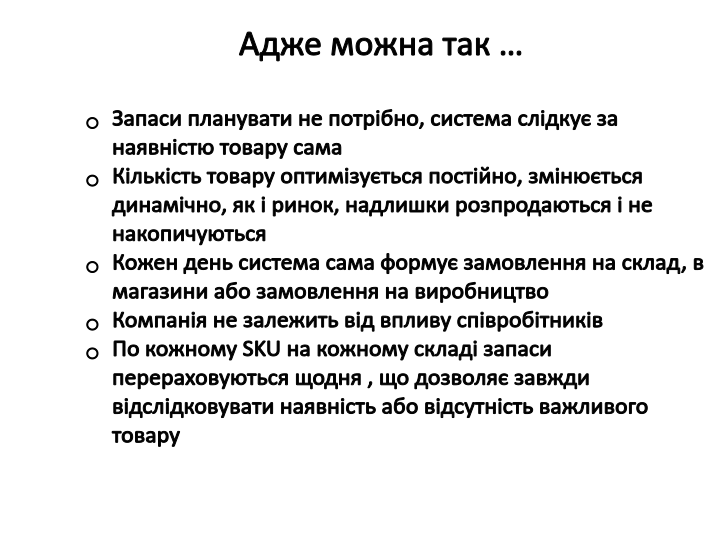 Адже можна так ...
o Запаси планувати не потрібно, система слідкує за
наявністю товару сама
o Кількість товару оптимізується постійно, змінюється
динамічно, як і ринок, надлишки розпродаються і не
накопичуються
o Кожен день система сама формує замовлення на склад, в
магазини або замовлення на виробництво
o Компанія не залежить від впливу співробітників
o По кожному SKU на кожному складі запаси
перераховуються щодня , що дозволяє завжди
відслідковувати наявність або відсутність важливого
товару